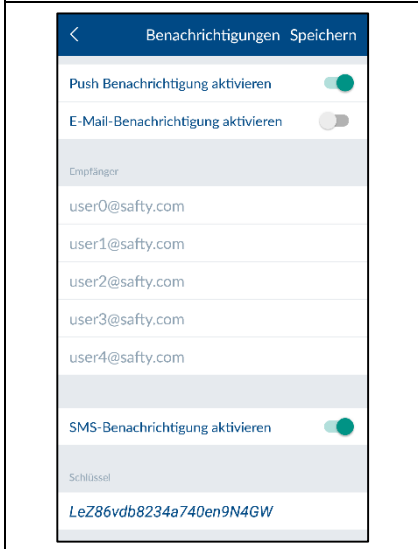 Benachrichtigungen Speichern
Push Benachrichtigung aktivieren
E-Mail-Benachrichtigung aktivieren
Empfänger
user0@safty.com
user1@safty.com
user2@safty.com
user3@safty.com
user4@safty.com
SMS-Benachrichtigung aktivieren
Schlüssel
LeZ86vdb8234a740en9N4GW